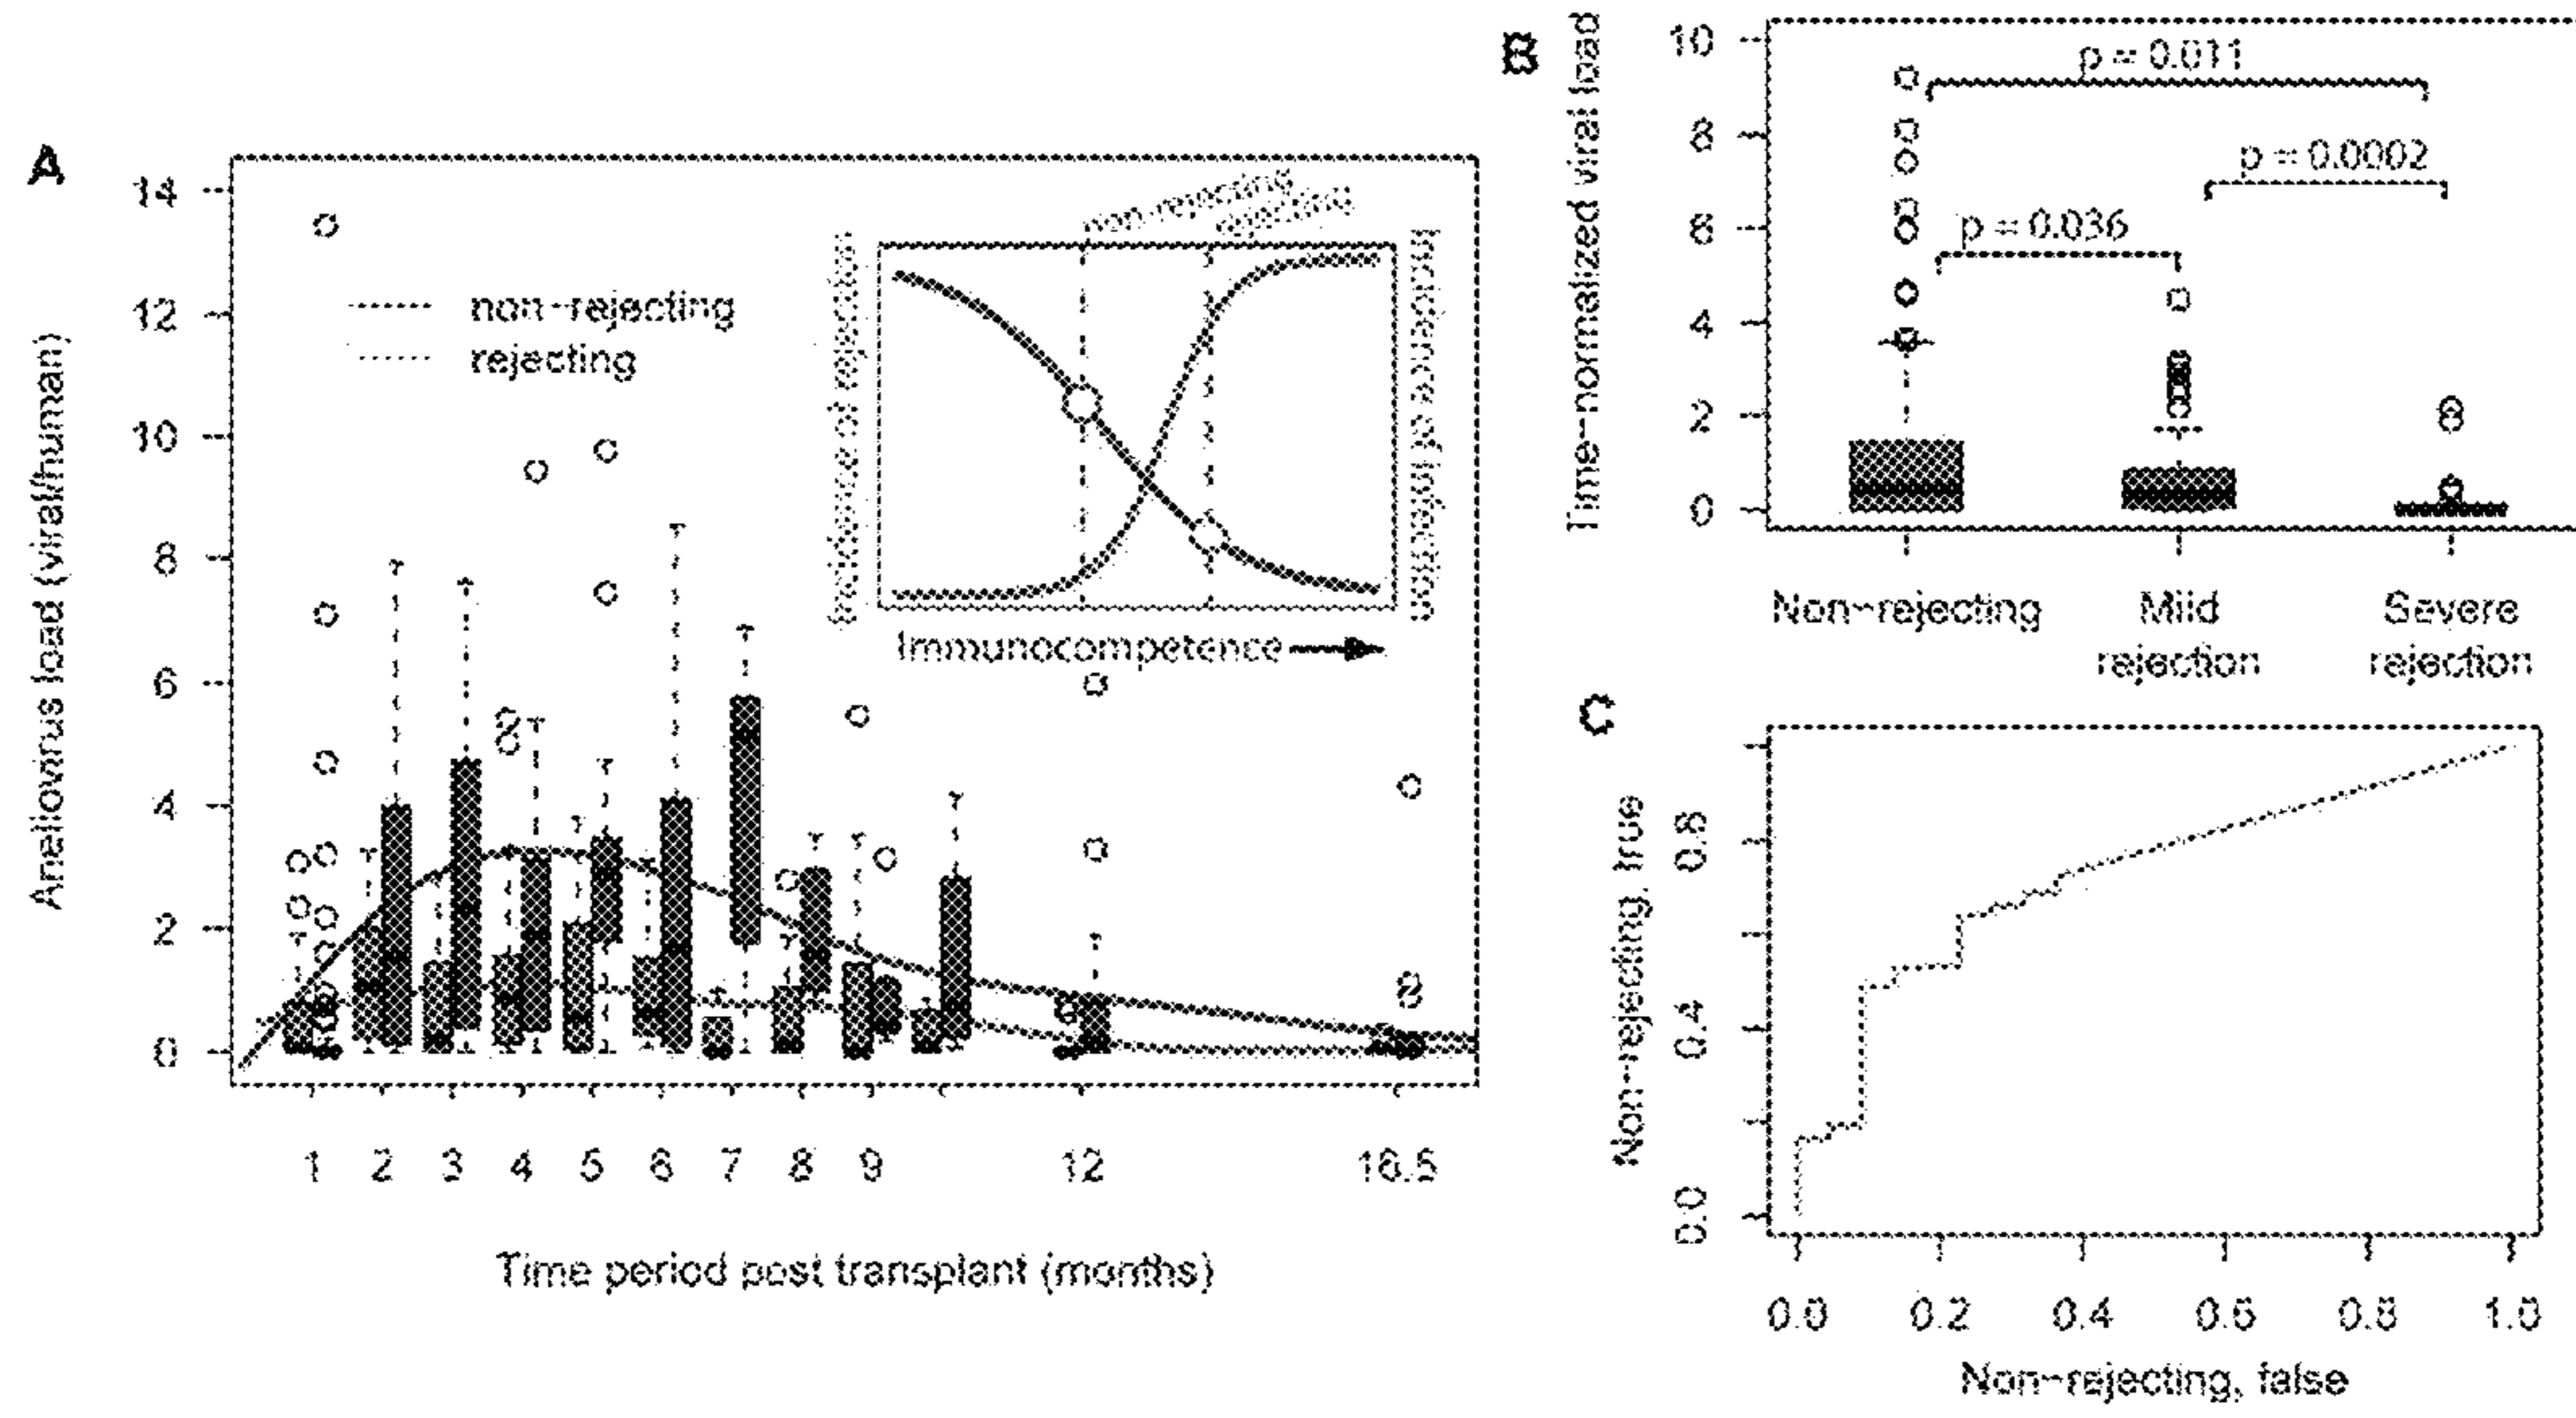 A
Anellovirus load (viral/human)
14
12
10
8
6
4
2
0
non-rejecting
rejecting
non-rejecting
rejecting
Incidence of rejection
Incidence of infection
Immunocompetence
1 2 3 4 5 6 7 8 9 12 16.5
Time period post transplant (months)
B
Time-normalized viral load
10
8
6
4
2
0
p = 0.011
p = 0.0002
p = 0.036
Non-rejecting Mild Severe
rejection rejection
C
Non-rejecting, true
0.8
0.4
0.0
0.0 0.2 0.4 0.6 0.8 1.0
Non-rejecting, false